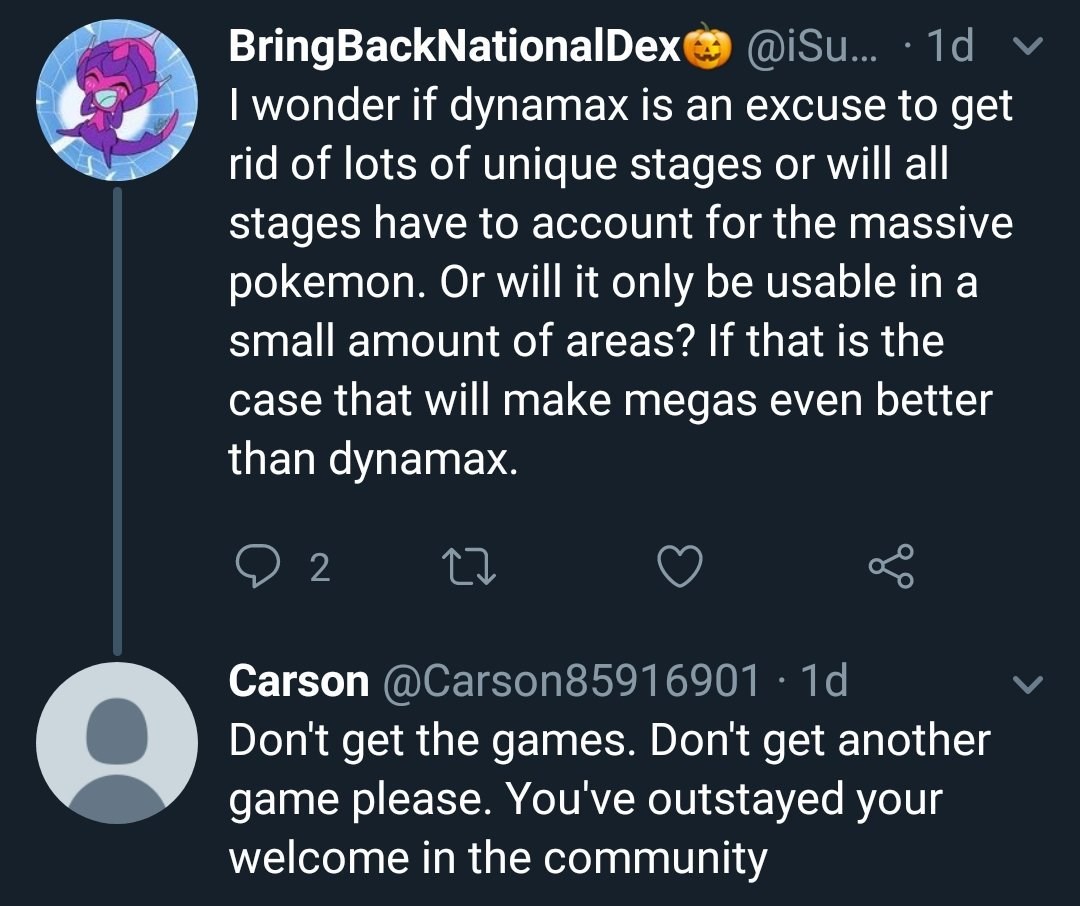 BringBackNationalDex🎃 @iSu... · 1d
I wonder if dynamax is an excuse to get
rid of lots of unique stages or will all
stages have to account for the massive
pokemon. Or will it only be usable in a
small amount of areas? If that is the
case that will make megas even better
than dynamax.
2
Carson @Carson85916901 · 1d
Don't get the games. Don't get another
game please. You've outstayed your
welcome in the community